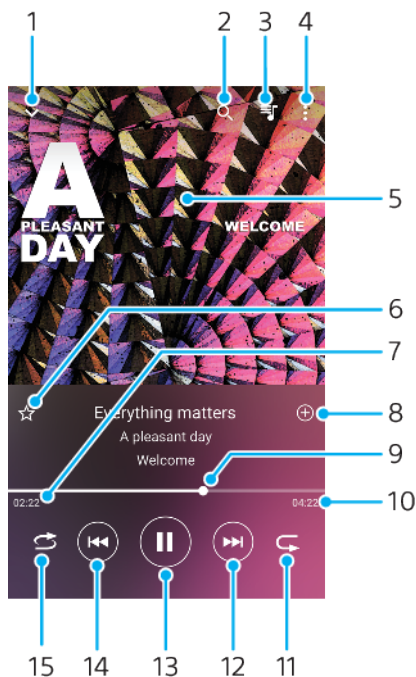 1
2
3
4
A
PLEASANT
DAY
WELCOME
5
6
7
Everything matters
8
A pleasant day
Welcome
9
02:22
04:22
10
15
14
13
12
11